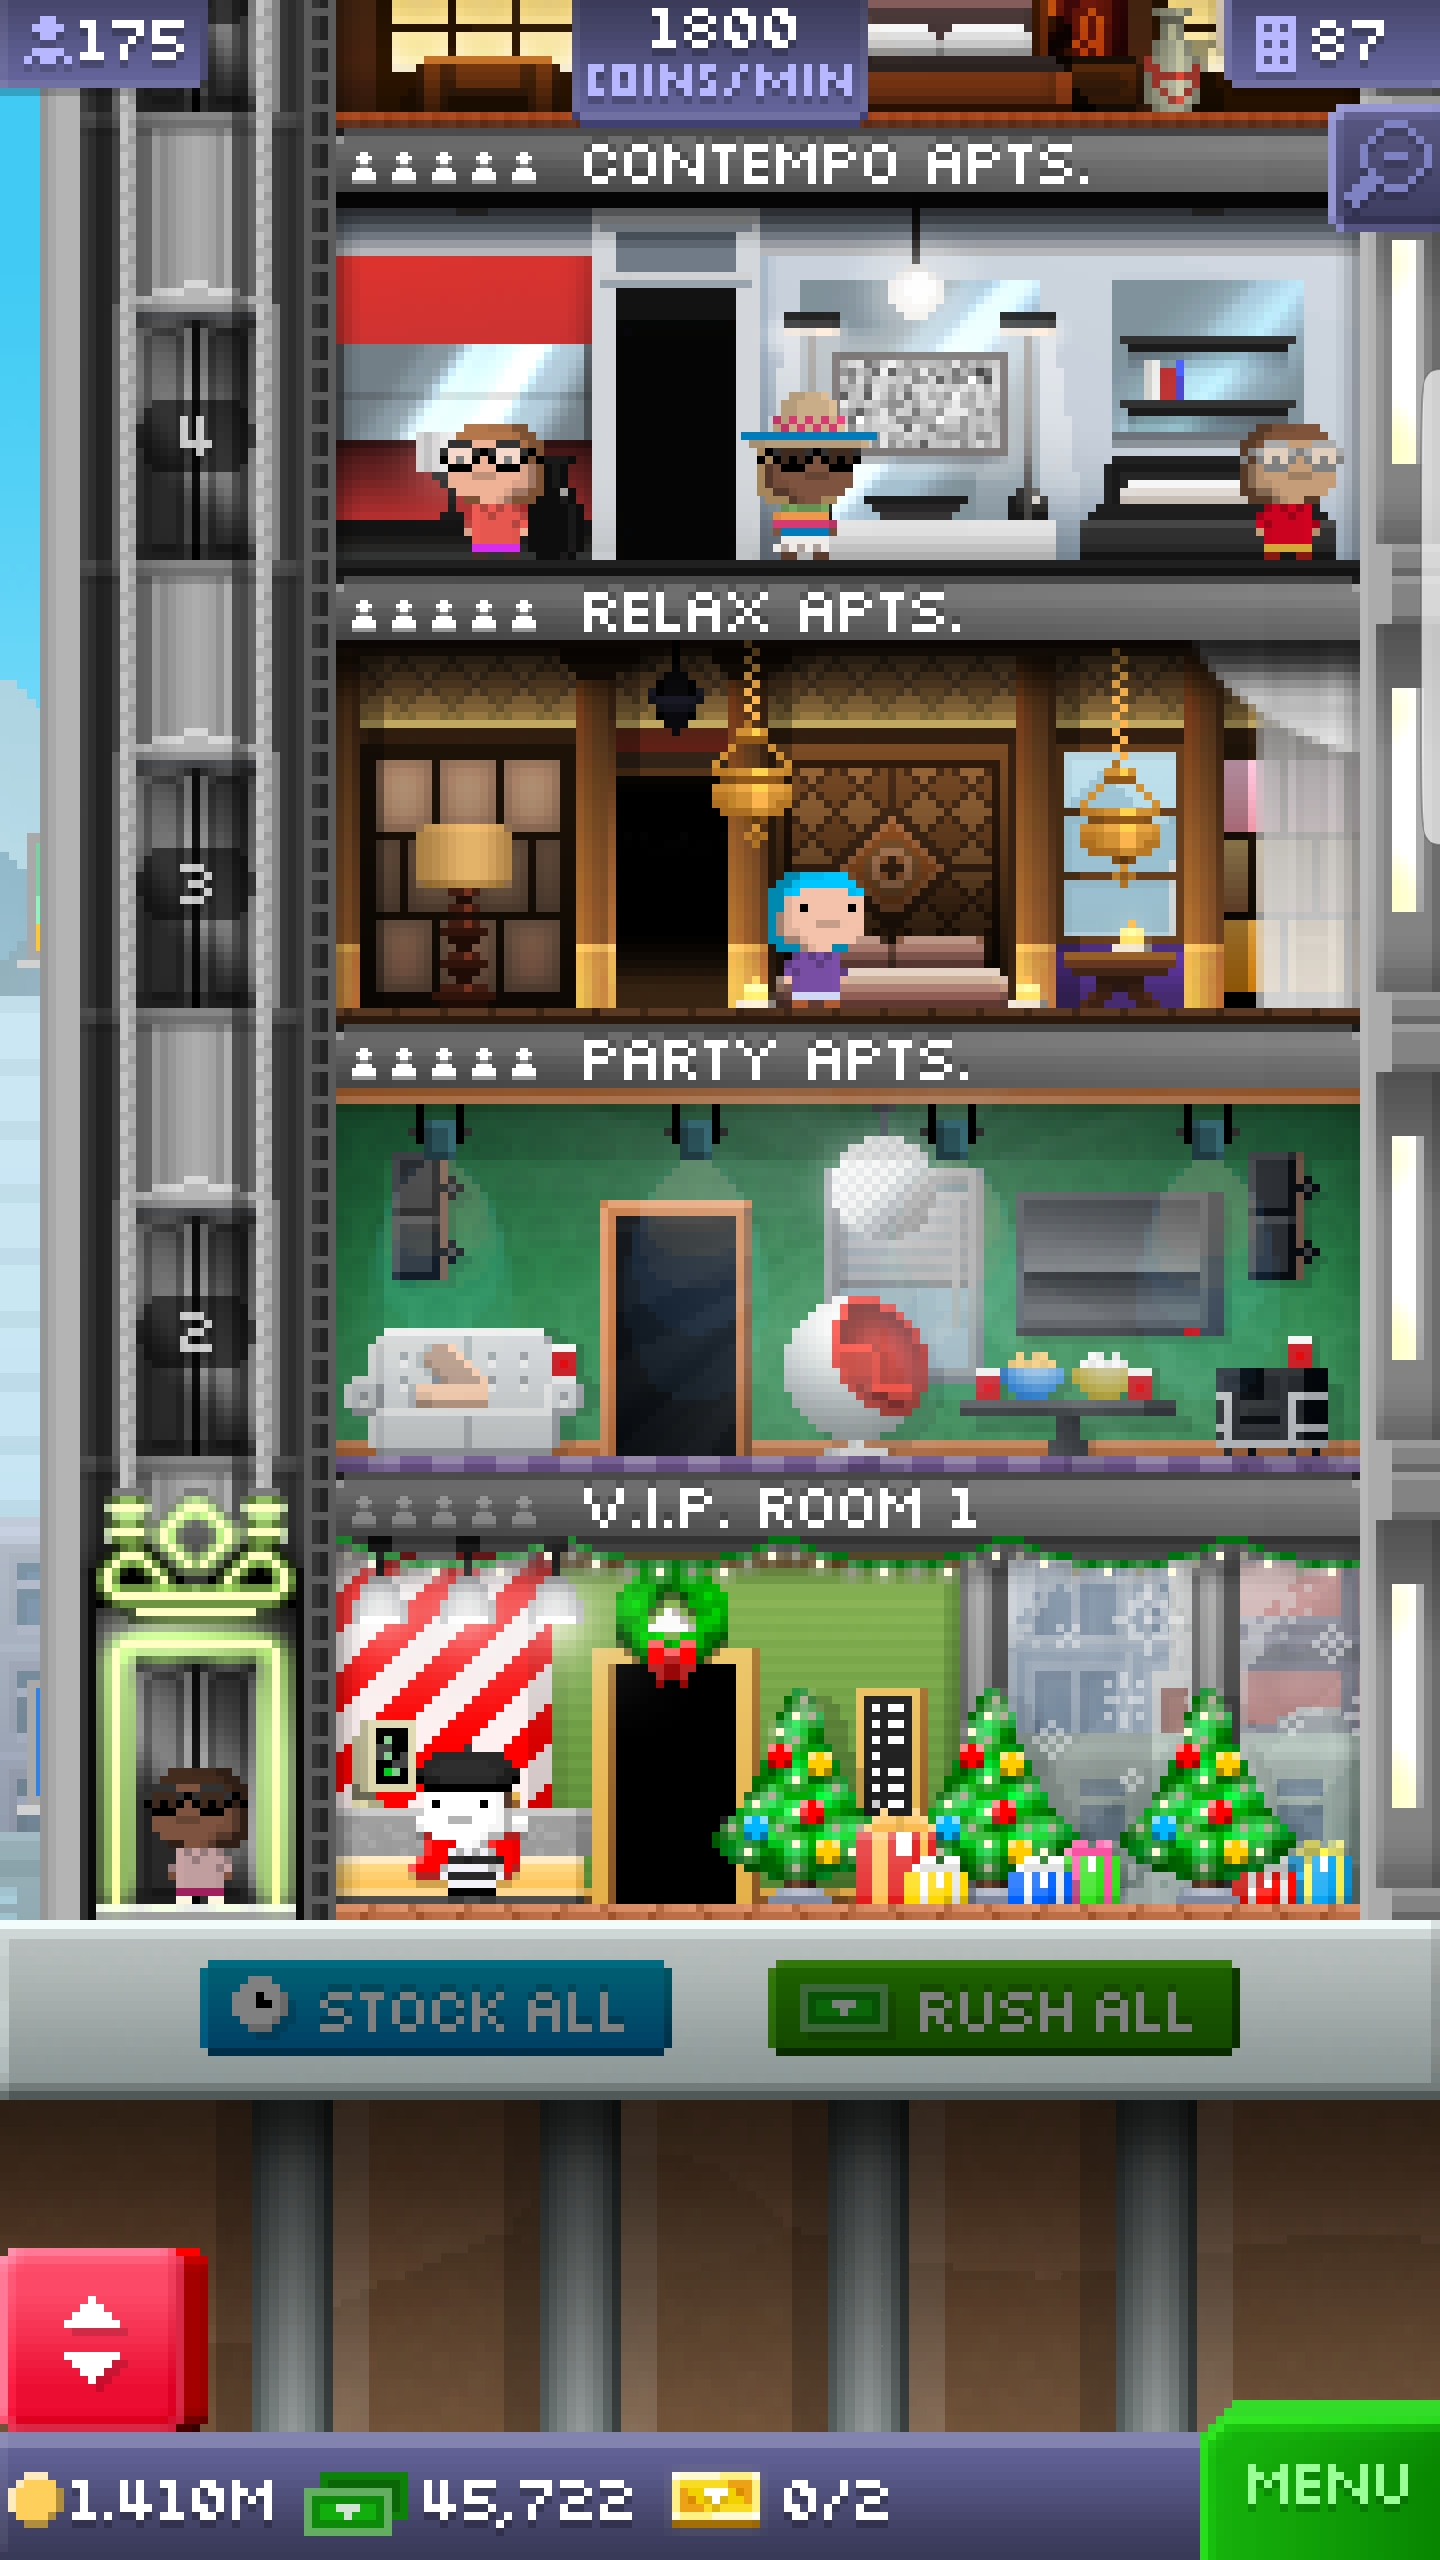 175
1800
COINS/MIN
87
CONTEMPO APTS.
4
RELAX APTS.
3
PARTY APTS.
2
V.I.P. ROOM 1
STOCK ALL
RUSH ALL
1.410M
45,722
0/2
MENU